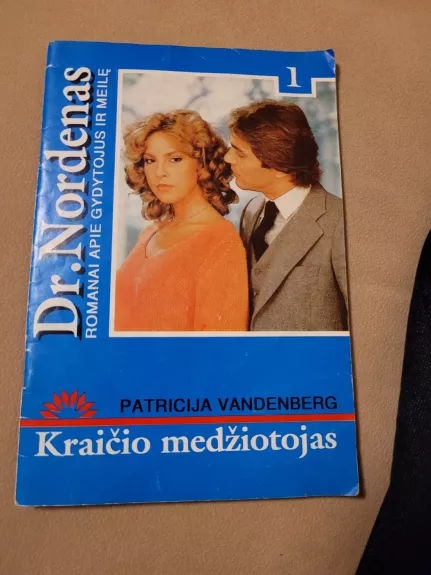 1
Dr.Nordenas
ROMANAI APIE GYDYTOJUS IR MEILĘ
PATRICIJA VANDENBERG
Kraičio medžiotojas